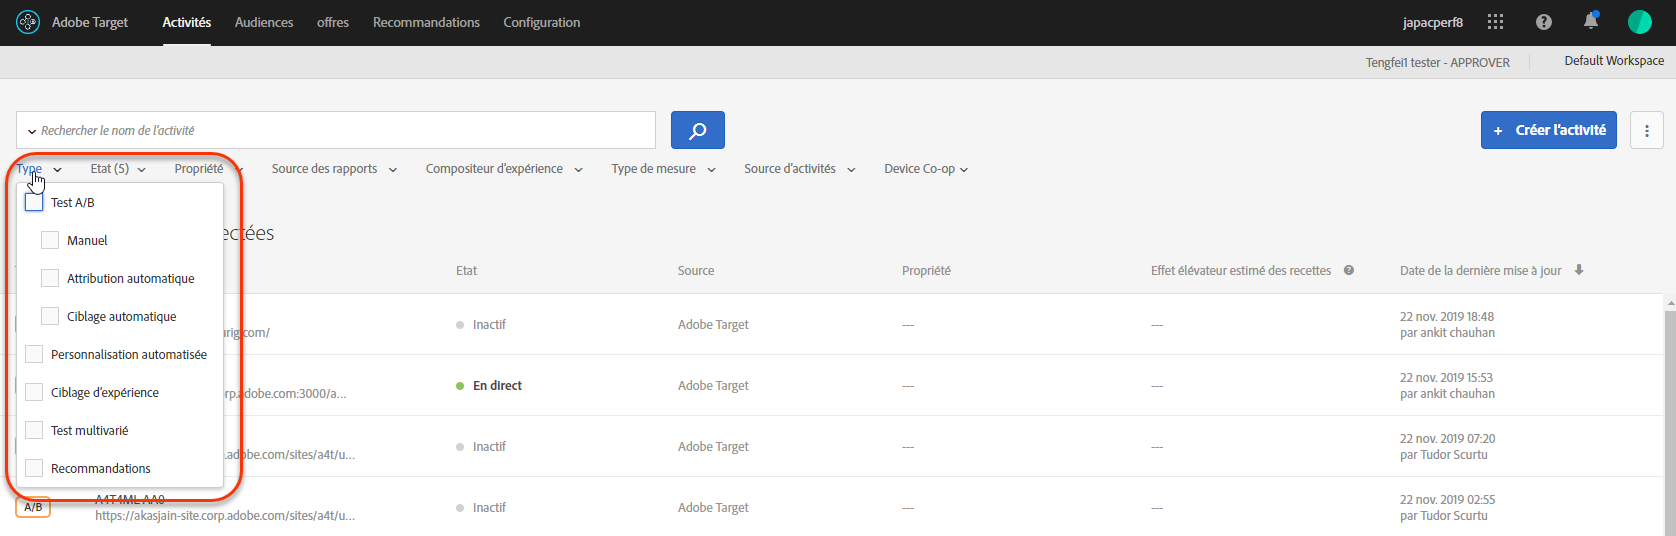 Adobe Target Activités Audiences offres Recommandations Configuration japacperf8
Tengfei1 tester - APPROVER Default Workspace
Rechercher le nom de l'activité
+ Créer l'activité
Type Etat (5) Propriété Source des rapports Compositeur d'expérience Type de mesure Source d'activités Device Co-op
Test A/B
Manuel
Attribution automatique
Ciblage automatique
Personnalisation automatisée
Ciblage d'expérience
Test multivarié
Recommandations
ectées
Etat Source Propriété Effet élévateur estimé des recettes Date de la dernière mise à jour
urig.com/ Inactif Adobe Target --- --- 22 nov. 2019 18:48
par ankit chauhan
orp.adobe.com:3000/a... En direct Adobe Target --- --- 22 nov. 2019 15:53
par ankit chauhan
.adobe.com/sites/a4t/u... Inactif Adobe Target --- --- 22 nov. 2019 07:20
par Tudor Scurtu
A/B A4T4ML AA0 Inactif Adobe Target --- --- 22 nov. 2019 02:55
https://akasjain-site.corp.adobe.com/sites/a4t/u... par Tudor Scurtu